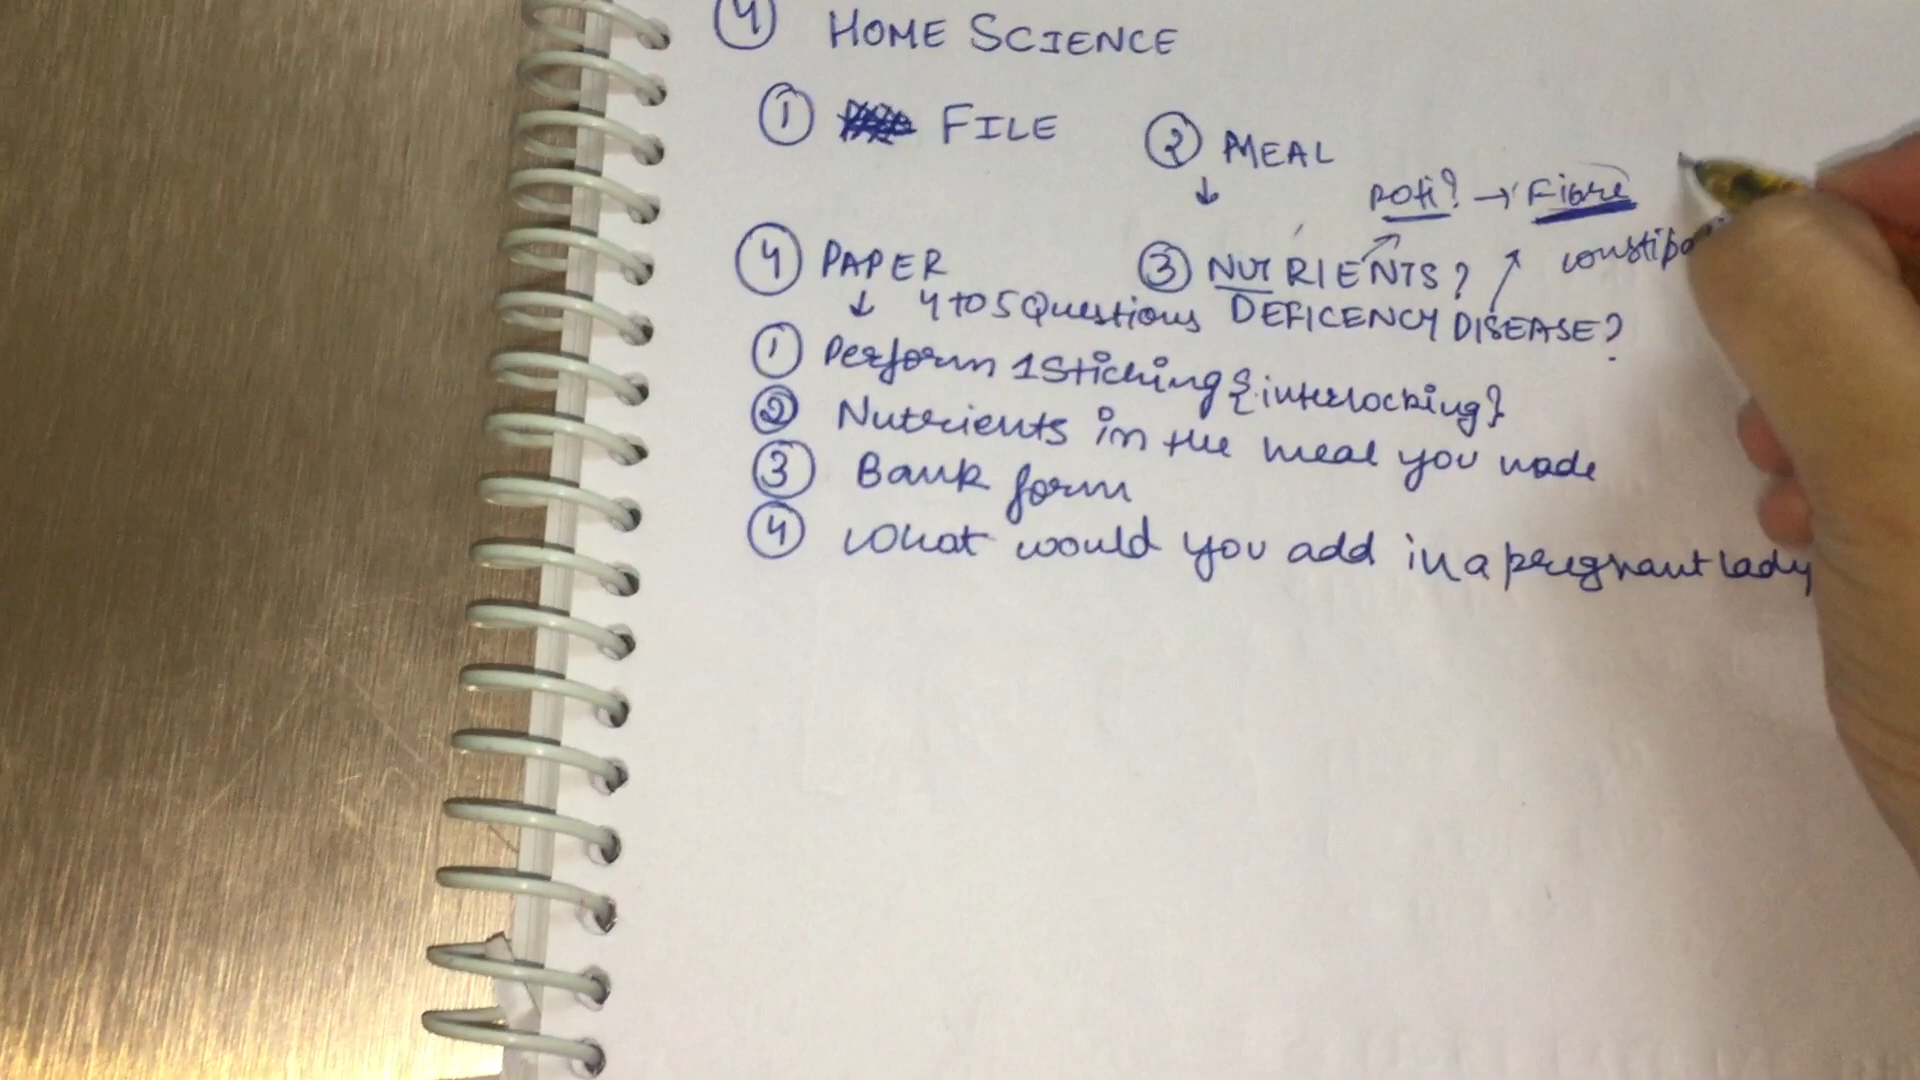 4 HOME SCIENCE
1 FILE
2 MEAL
↓
roti? → Fibre
4 PAPER
3 NUTRIENTS?
↓ 4 to 5 Questions
DEFICENCY DISEASE?
1 Perform 1 Stiching {interlocking}
2 Nutrients in the meal you made
3 Bank form
4 What would you add in a pregnant lady